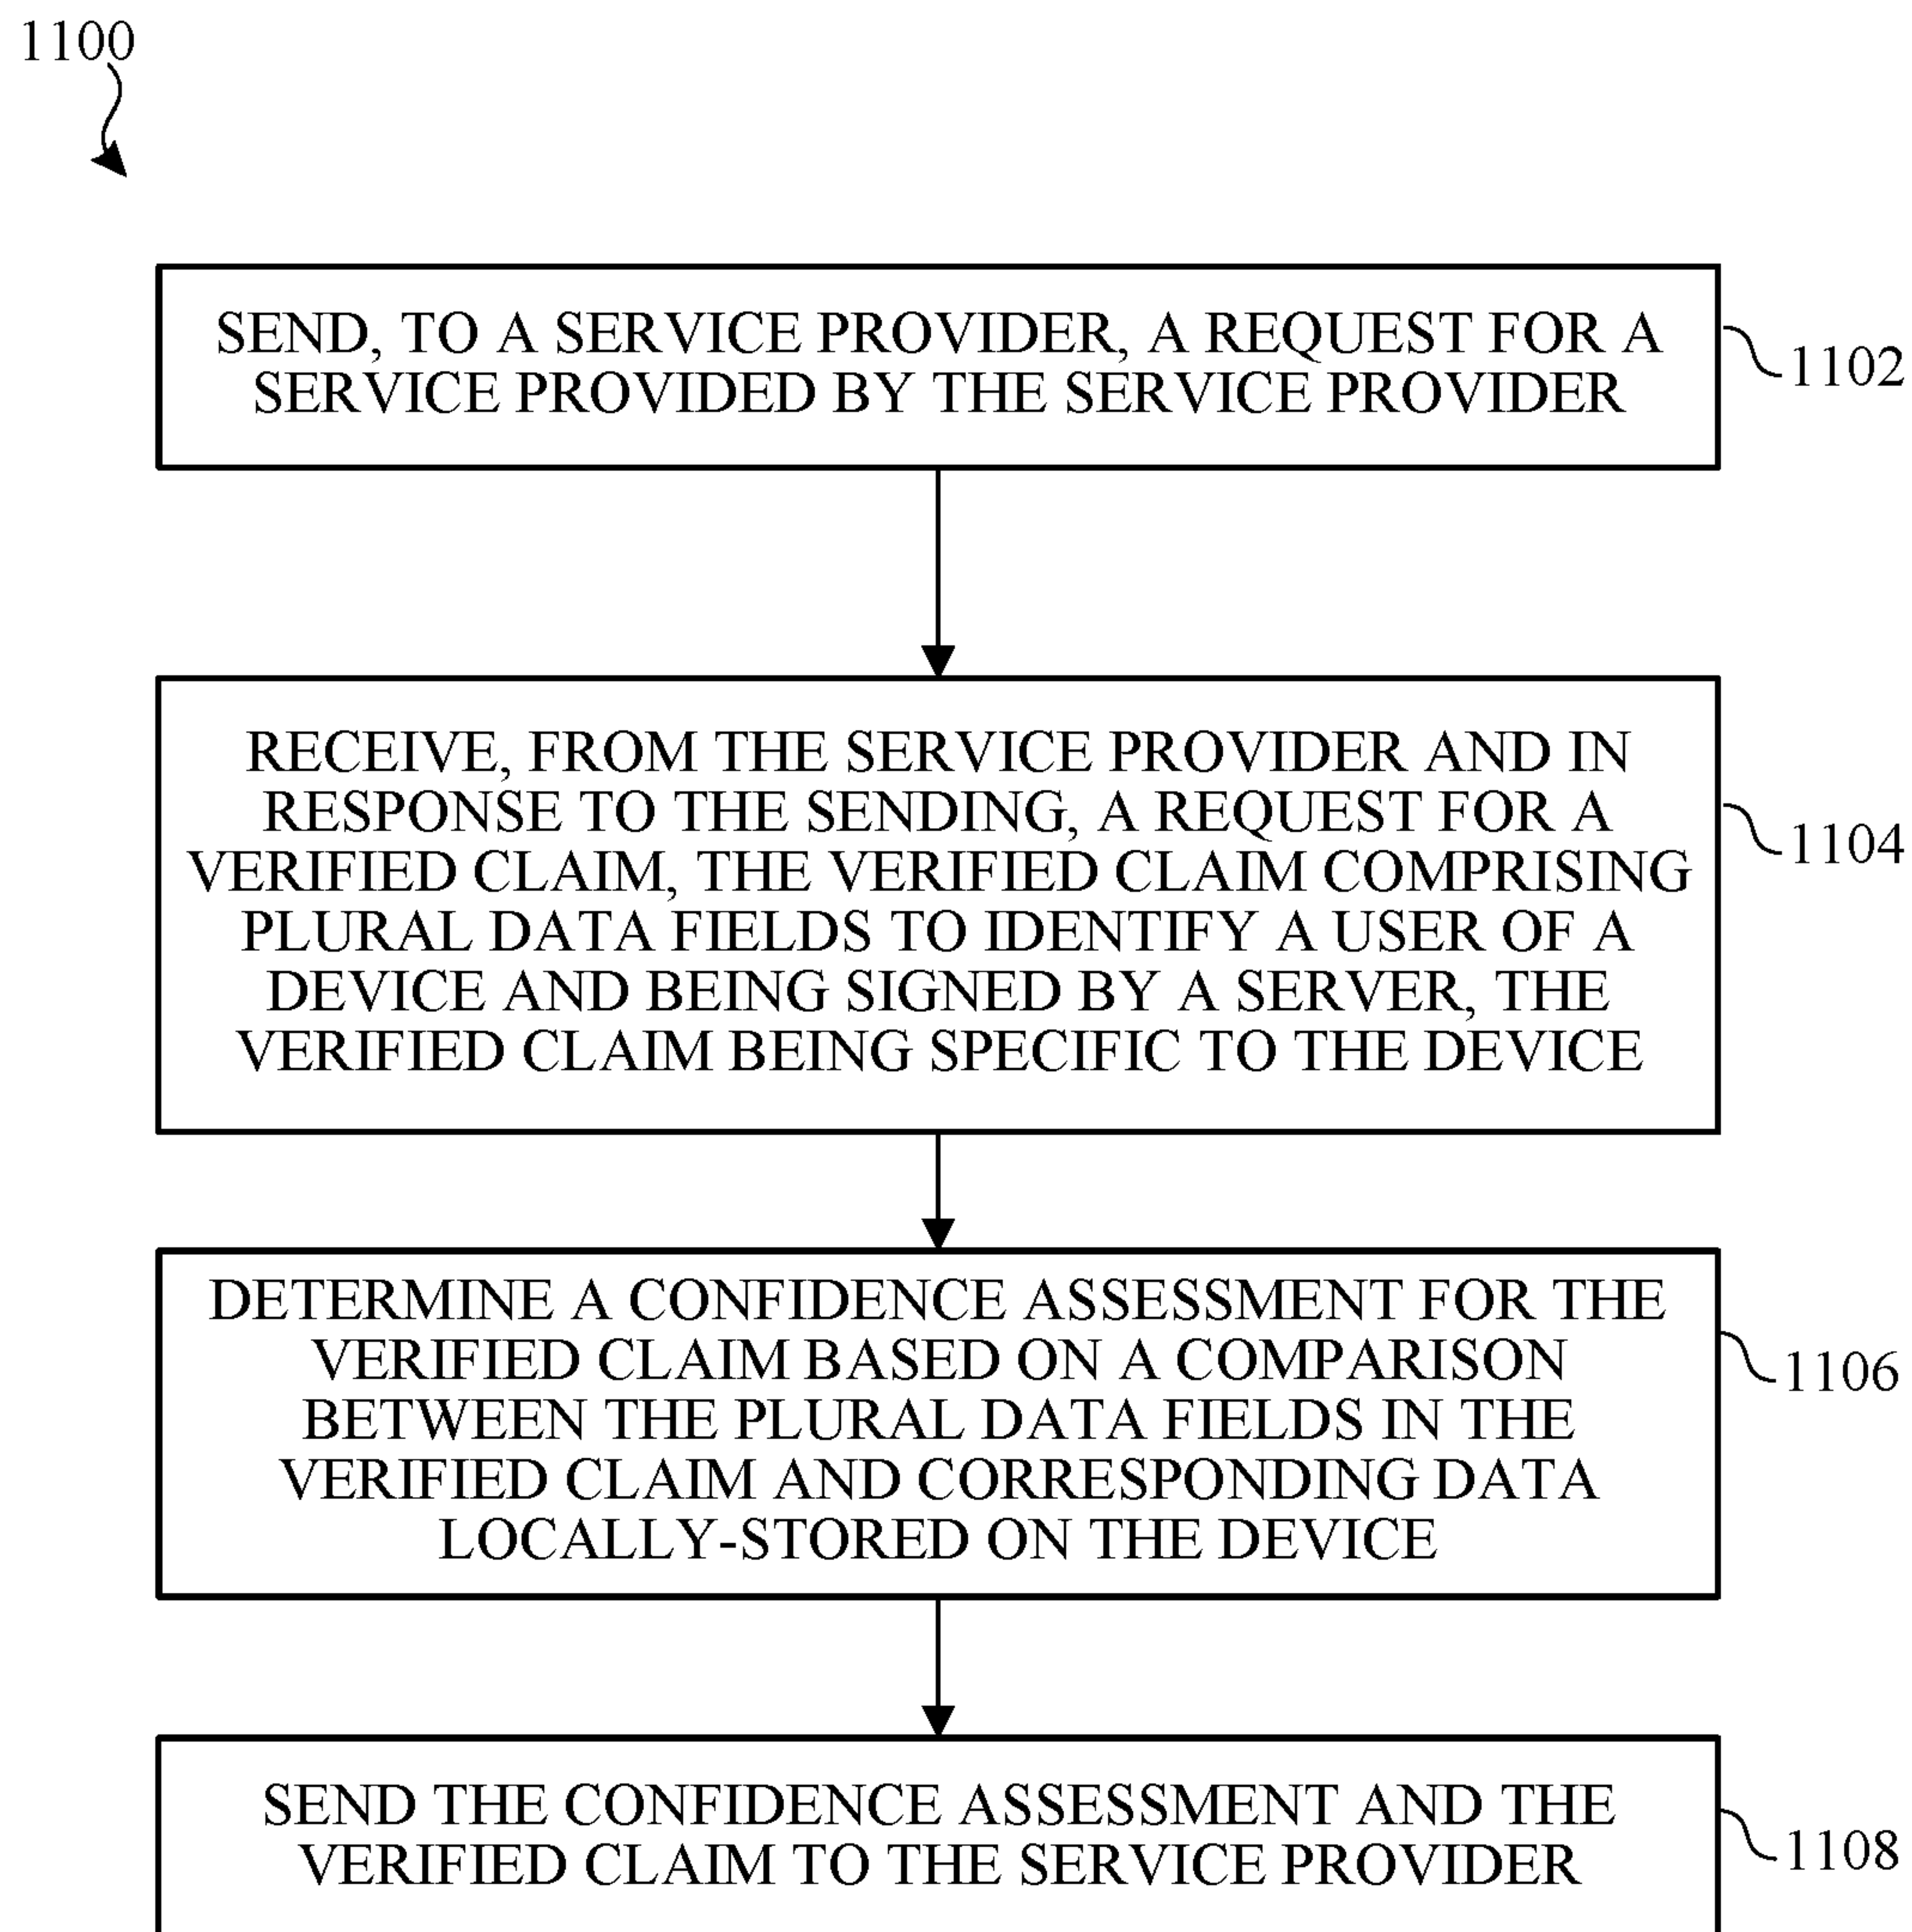 1100
SEND, TO A SERVICE PROVIDER, A REQUEST FOR A
SERVICE PROVIDED BY THE SERVICE PROVIDER
1102
RECEIVE, FROM THE SERVICE PROVIDER AND IN
RESPONSE TO THE SENDING, A REQUEST FOR A
VERIFIED CLAIM, THE VERIFIED CLAIM COMPRISING
PLURAL DATA FIELDS TO IDENTIFY A USER OF A
DEVICE AND BEING SIGNED BY A SERVER, THE
VERIFIED CLAIM BEING SPECIFIC TO THE DEVICE
1104
DETERMINE A CONFIDENCE ASSESSMENT FOR THE
VERIFIED CLAIM BASED ON A COMPARISON
BETWEEN THE PLURAL DATA FIELDS IN THE
VERIFIED CLAIM AND CORRESPONDING DATA
LOCALLY-STORED ON THE DEVICE
1106
SEND THE CONFIDENCE ASSESSMENT AND THE
VERIFIED CLAIM TO THE SERVICE PROVIDER
1108